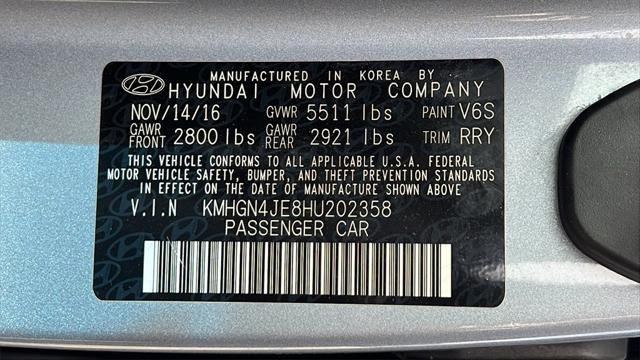 MANUFACTURED IN KOREA BY
HYUNDAI MOTOR COMPANY
NOV/14/16 GVWR 5511 lbs PAINT V6S
GAWR FRONT 2800 lbs GAWR REAR 2921 lbs TRIM RRY
THIS VEHICLE CONFORMS TO ALL APPLICABLE U.S.A. FEDERAL
MOTOR VEHICLE SAFETY, BUMPER, AND THEFT PREVENTION STANDARDS
IN EFFECT ON THE DATE OF MANUFACTURE SHOWN ABOVE
V.I.N KMHGN4JE8HU202358
PASSENGER CAR